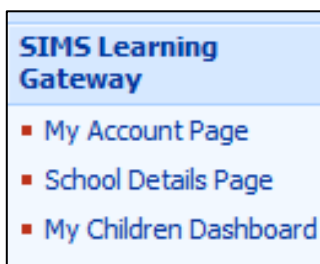 SIMS Learning
Gateway
My Account Page
School Details Page
My Children Dashboard